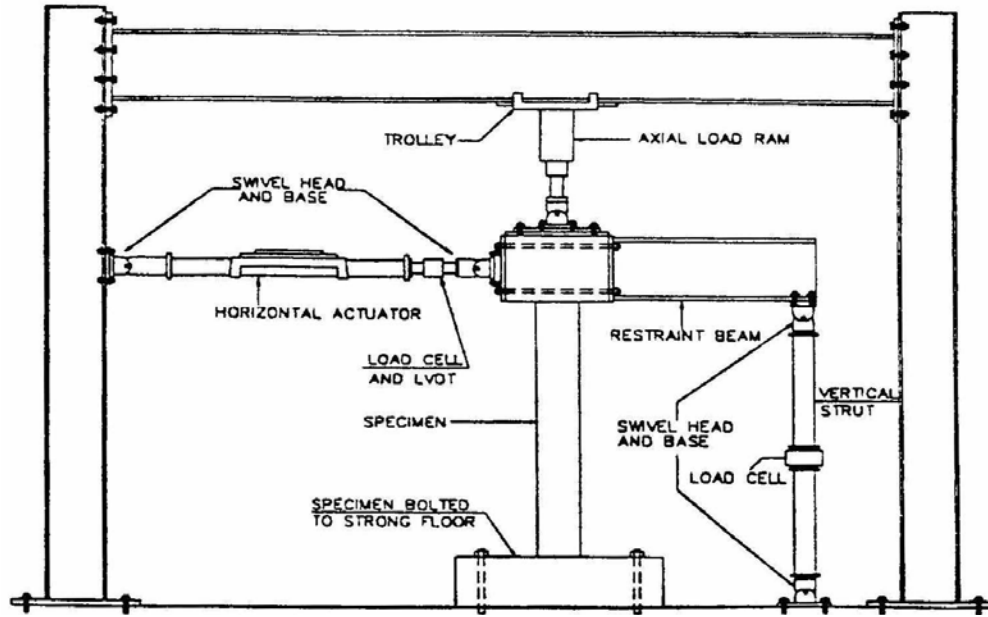 TROLLEY
AXIAL LOAD RAM
SWIVEL HEAD
AND BASE
HORIZONTAL ACTUATOR
RESTRAINT BEAM
LOAD CELL
AND LVDT
VERTICAL
STRUT
SPECIMEN
SWIVEL HEAD
AND BASE
LOAD CELL
SPECIMEN BOLTED
TO STRONG FLOOR